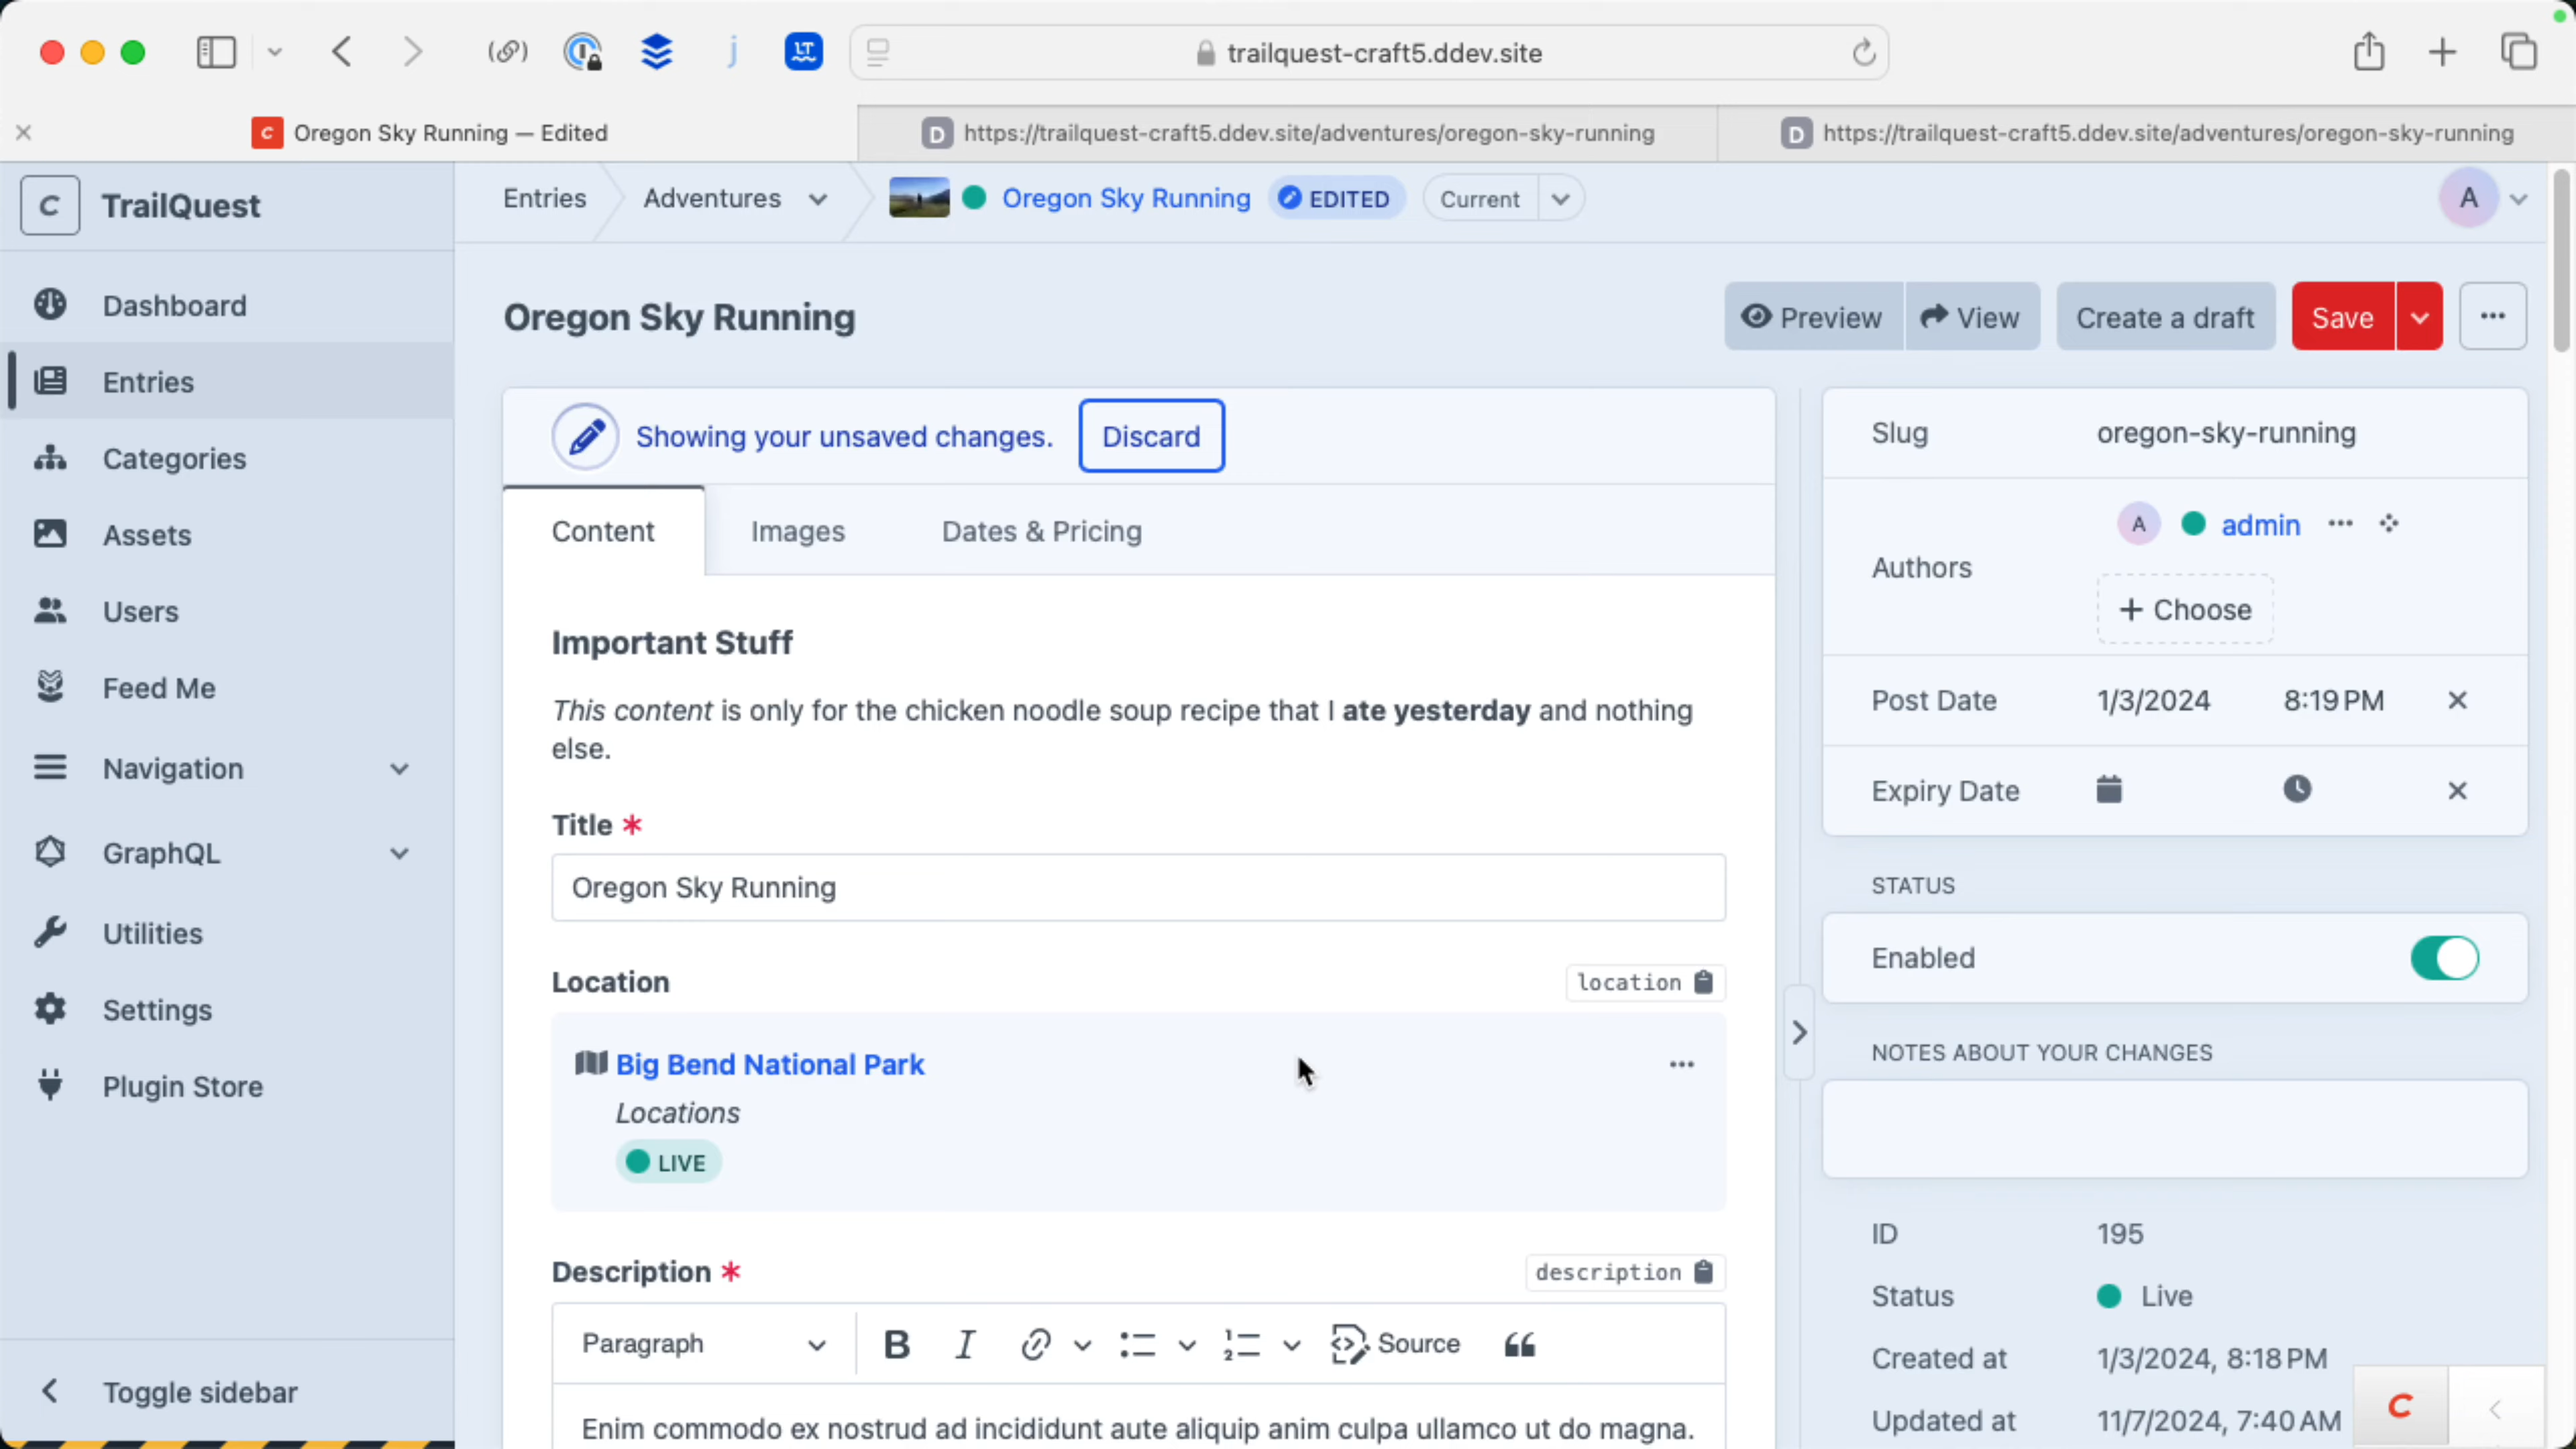 trailquest-craft5.ddev.site
Oregon Sky Running — Edited
https://trailquest-craft5.ddev.site/adventures/oregon-sky-running
https://trailquest-craft5.ddev.site/adventures/oregon-sky-running
C TrailQuest
Entries
Adventures
Oregon Sky Running
EDITED
Current
A
Dashboard
Entries
Categories
Assets
Users
Feed Me
Navigation
GraphQL
Utilities
Settings
Plugin Store
Toggle sidebar
Oregon Sky Running
Preview
View
Create a draft
Save
Showing your unsaved changes.
Discard
Content
Images
Dates & Pricing
Important Stuff
This content is only for the chicken noodle soup recipe that I ate yesterday and nothing
else.
Title *
Oregon Sky Running
Location
location
Big Bend National Park
Locations
LIVE
Description *
description
Paragraph
B
I
Source
Enim commodo ex nostrud ad incididunt aute aliquip anim culpa ullamco ut do magna.
Slug
oregon-sky-running
Authors
A
admin
+ Choose
Post Date
1/3/2024
8:19 PM
Expiry Date
STATUS
Enabled
NOTES ABOUT YOUR CHANGES
ID
195
Status
Live
Created at
1/3/2024, 8:18 PM
Updated at
11/7/2024, 7:40 AM